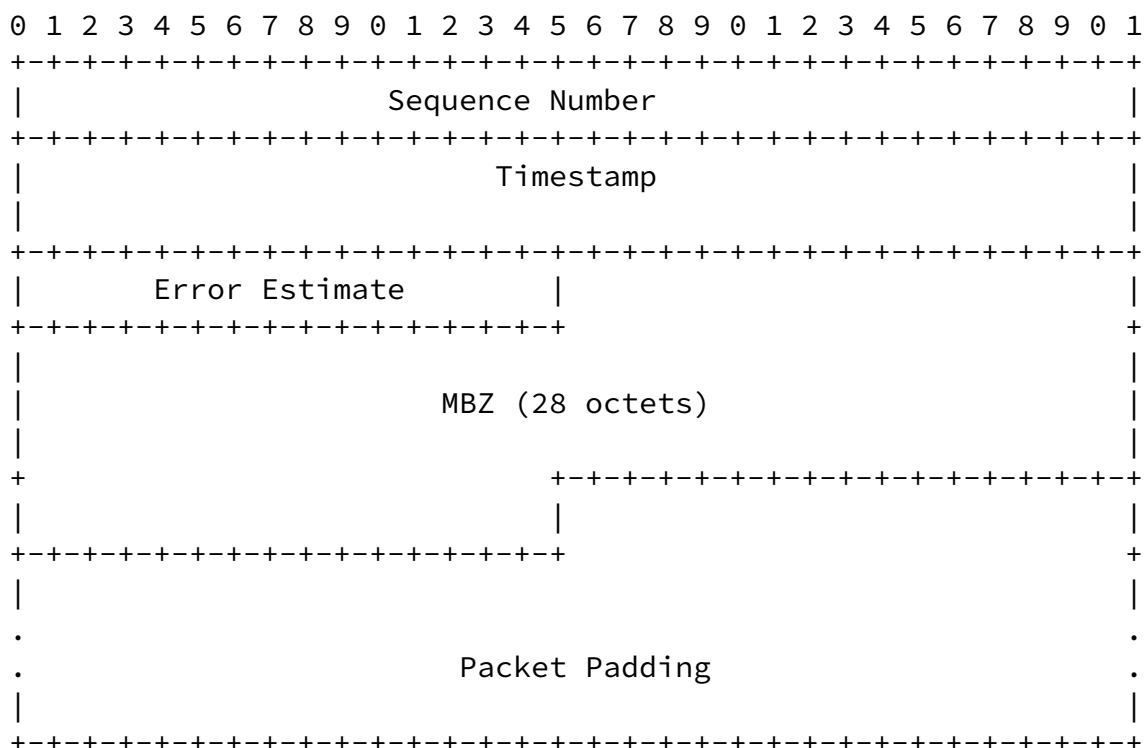 0 1 2 3 4 5 6 7 8 9 0 1 2 3 4 5 6 7 8 9 0 1 2 3 4 5 6 7 8 9 0 1
+-+-+-+-+-+-+-+-+-+-+-+-+-+-+-+-+-+-+-+-+-+-+-+-+-+-+-+-+-+-+-+
|                     Sequence Number                          |
+-+-+-+-+-+-+-+-+-+-+-+-+-+-+-+-+-+-+-+-+-+-+-+-+-+-+-+-+-+-+-+
|                          Timestamp                           |
|                                                              |
+-+-+-+-+-+-+-+-+-+-+-+-+-+-+-+-+-+-+-+-+-+-+-+-+-+-+-+-+-+-+-+
|       Error Estimate        |                               |
+-+-+-+-+-+-+-+-+-+-+-+-+-+-+-+                               +
|                                                              |
|                       MBZ (28 octets)                        |
|                                                              |
+                             +-+-+-+-+-+-+-+-+-+-+-+-+-+-+-+-+
|                             |                               |
+-+-+-+-+-+-+-+-+-+-+-+-+-+-+-+                               +
|                                                              |
.                                                              .
.                        Packet Padding                        .
|                                                              |
+-+-+-+-+-+-+-+-+-+-+-+-+-+-+-+-+-+-+-+-+-+-+-+-+-+-+-+-+-+-+-+